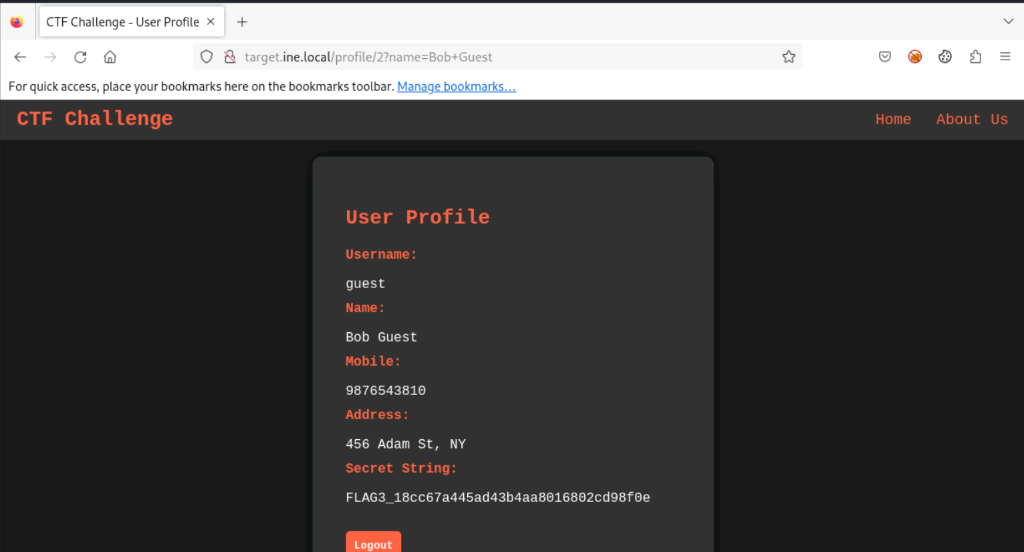 CTF Challenge - User Profile
target.ine.local/profile/2?name=Bob+Guest
For quick access, place your bookmarks here on the bookmarks toolbar. Manage bookmarks…
CTF Challenge Home About Us
User Profile
Username:
guest
Name:
Bob Guest
Mobile:
9876543810
Address:
456 Adam St, NY
Secret String:
FLAG3_18cc67a445ad43b4aa8016802cd98f0e
Logout